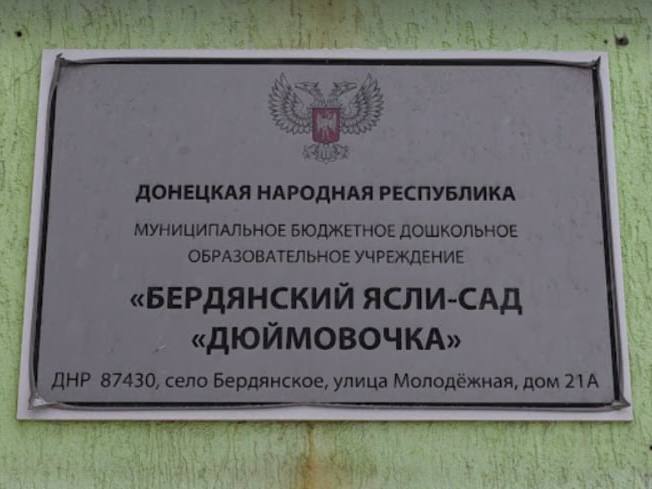 ДОНЕЦКАЯ НАРОДНАЯ РЕСПУБЛИКА
МУНИЦИПАЛЬНОЕ БЮДЖЕТНОЕ ДОШКОЛЬНОЕ
ОБРАЗОВАТЕЛЬНОЕ УЧРЕЖДЕНИЕ
«БЕРДЯНСКИЙ ЯСЛИ-САД
«ДЮЙМОВОЧКА»
ДНР 87430, село Бердянское, улица Молодёжная, дом 21А